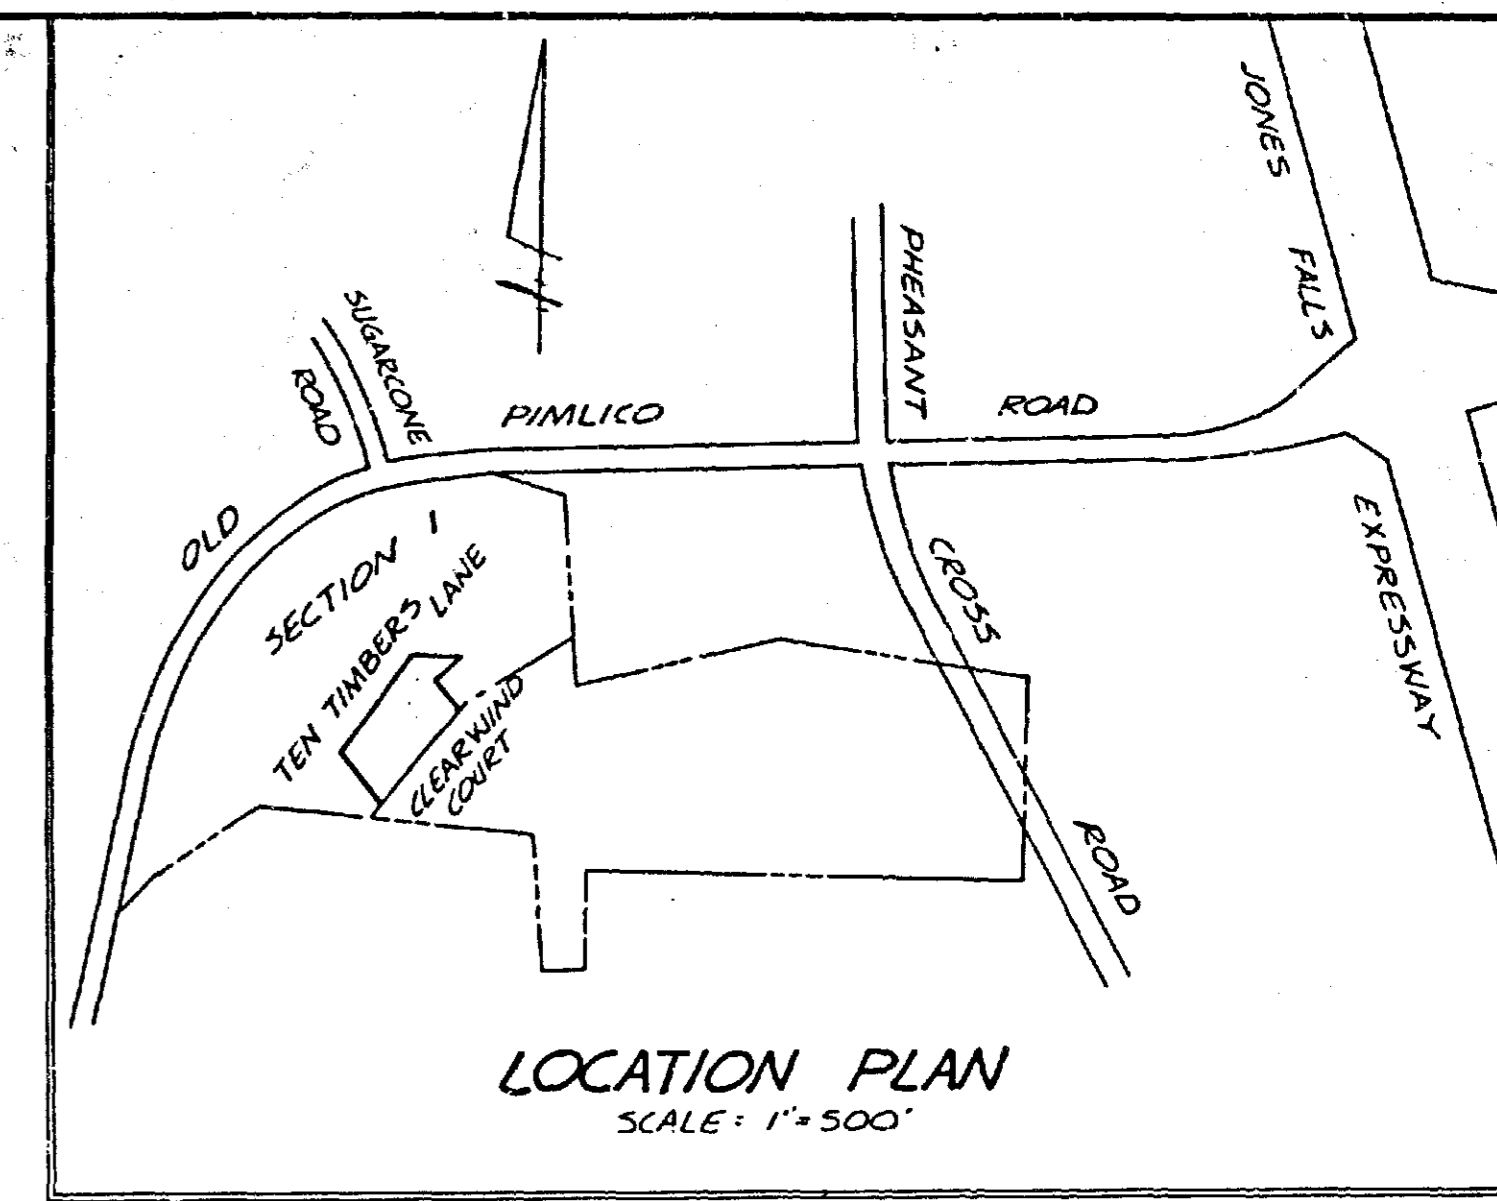 JONES FALLS EXPRESSWAY
PHEASANT CROSS ROAD
SUGARCONE ROAD
OLD PIMLICO ROAD
SECTION 1
TEN TIMBERS LANE
CLEARWIND
COURT
LOCATION PLAN
SCALE: 1"=500'